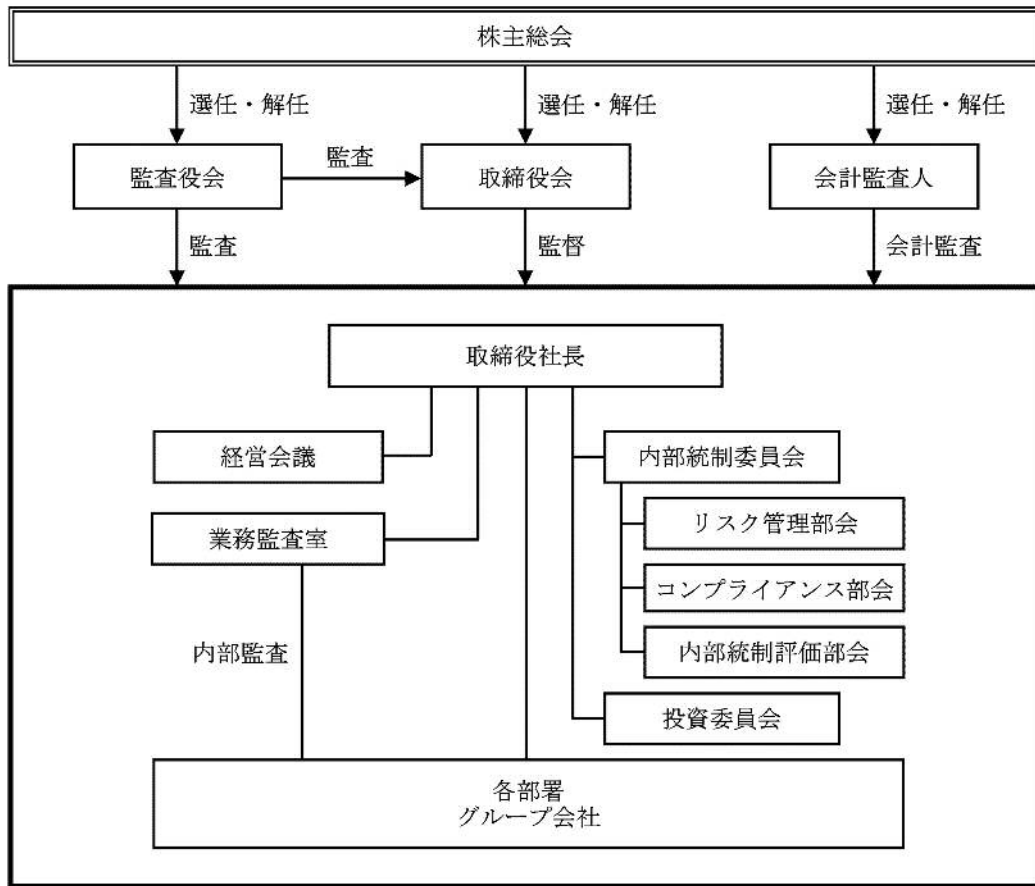 株主総会
選任・解任
選任・解任
選任・解任
監査役会
監査
取締役会
会計監査人
監査
監督
会計監査
取締役社長
経営会議
内部統制委員会
業務監査室
リスク管理部会
コンプライアンス部会
内部監査
内部統制評価部会
投資委員会
各部署
グループ会社